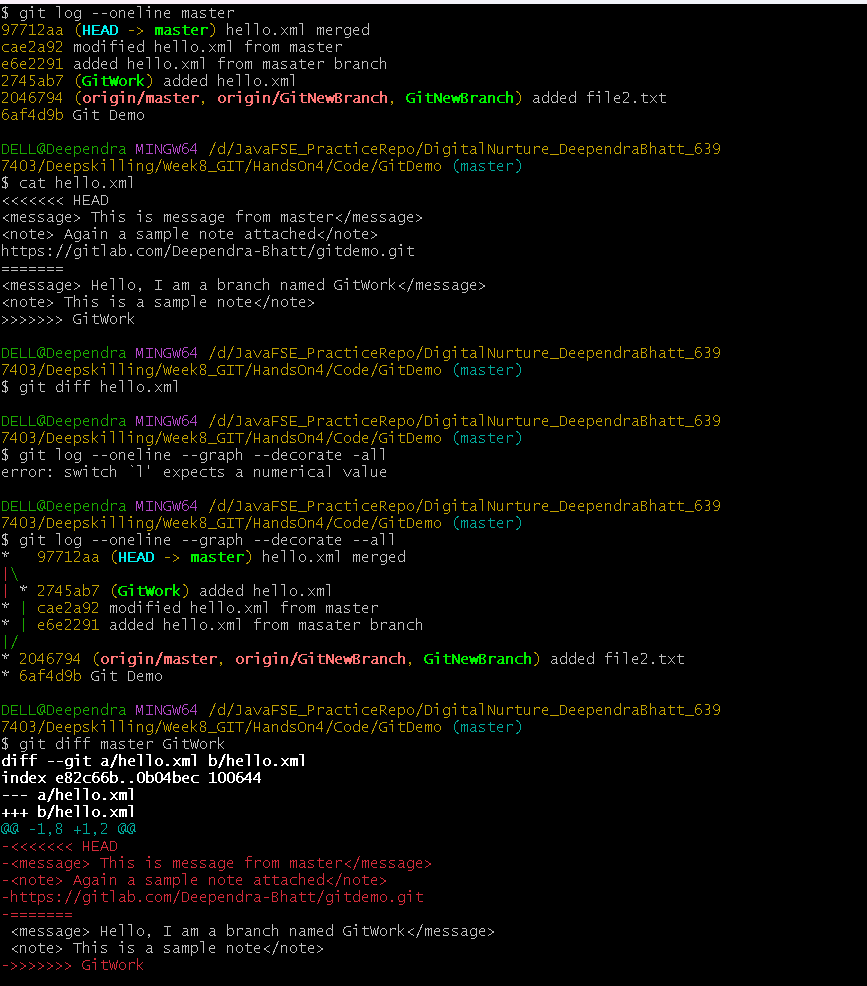 $ git log --oneline master
97712aa (HEAD -> master) hello.xml merged
cae2a92 modified hello.xml from master
e6e2291 added hello.xml from masater branch
2745ab7 (GitWork) added hello.xml
2046794 (origin/master, origin/GitNewBranch, GitNewBranch) added file2.txt
6af4d9b Git Demo

DELL@Deependra MINGW64 /d/JavaFSE_PracticeRepo/DigitalNurture_DeependraBhatt_639
7403/Deepskilling/Week8_GIT/HandsOn4/Code/GitDemo (master)
$ cat hello.xml
<<<<<<< HEAD
<message> This is message from master</message>
<note> Again a sample note attached</note>
https://gitlab.com/Deependra-Bhatt/gitdemo.git
=======
<message> Hello, I am a branch named GitWork</message>
<note> This is a sample note</note>
>>>>>>> GitWork

DELL@Deependra MINGW64 /d/JavaFSE_PracticeRepo/DigitalNurture_DeependraBhatt_639
7403/Deepskilling/Week8_GIT/HandsOn4/Code/GitDemo (master)
$ git diff hello.xml

DELL@Deependra MINGW64 /d/JavaFSE_PracticeRepo/DigitalNurture_DeependraBhatt_639
7403/Deepskilling/Week8_GIT/HandsOn4/Code/GitDemo (master)
$ git log --oneline --graph --decorate -all
error: switch `l' expects a numerical value

DELL@Deependra MINGW64 /d/JavaFSE_PracticeRepo/DigitalNurture_DeependraBhatt_639
7403/Deepskilling/Week8_GIT/HandsOn4/Code/GitDemo (master)
$ git log --oneline --graph --decorate --all
*   97712aa (HEAD -> master) hello.xml merged
|\
| * 2745ab7 (GitWork) added hello.xml
* | cae2a92 modified hello.xml from master
* | e6e2291 added hello.xml from masater branch
|/
* 2046794 (origin/master, origin/GitNewBranch, GitNewBranch) added file2.txt
* 6af4d9b Git Demo

DELL@Deependra MINGW64 /d/JavaFSE_PracticeRepo/DigitalNurture_DeependraBhatt_639
7403/Deepskilling/Week8_GIT/HandsOn4/Code/GitDemo (master)
$ git diff master GitWork
diff --git a/hello.xml b/hello.xml
index e82c66b..0b04bec 100644
--- a/hello.xml
+++ b/hello.xml
@@ -1,8 +1,2 @@
-<<<<<<< HEAD
-<message> This is message from master</message>
-<note> Again a sample note attached</note>
-https://gitlab.com/Deependra-Bhatt/gitdemo.git
-=======
 <message> Hello, I am a branch named GitWork</message>
 <note> This is a sample note</note>
->>>>>>> GitWork